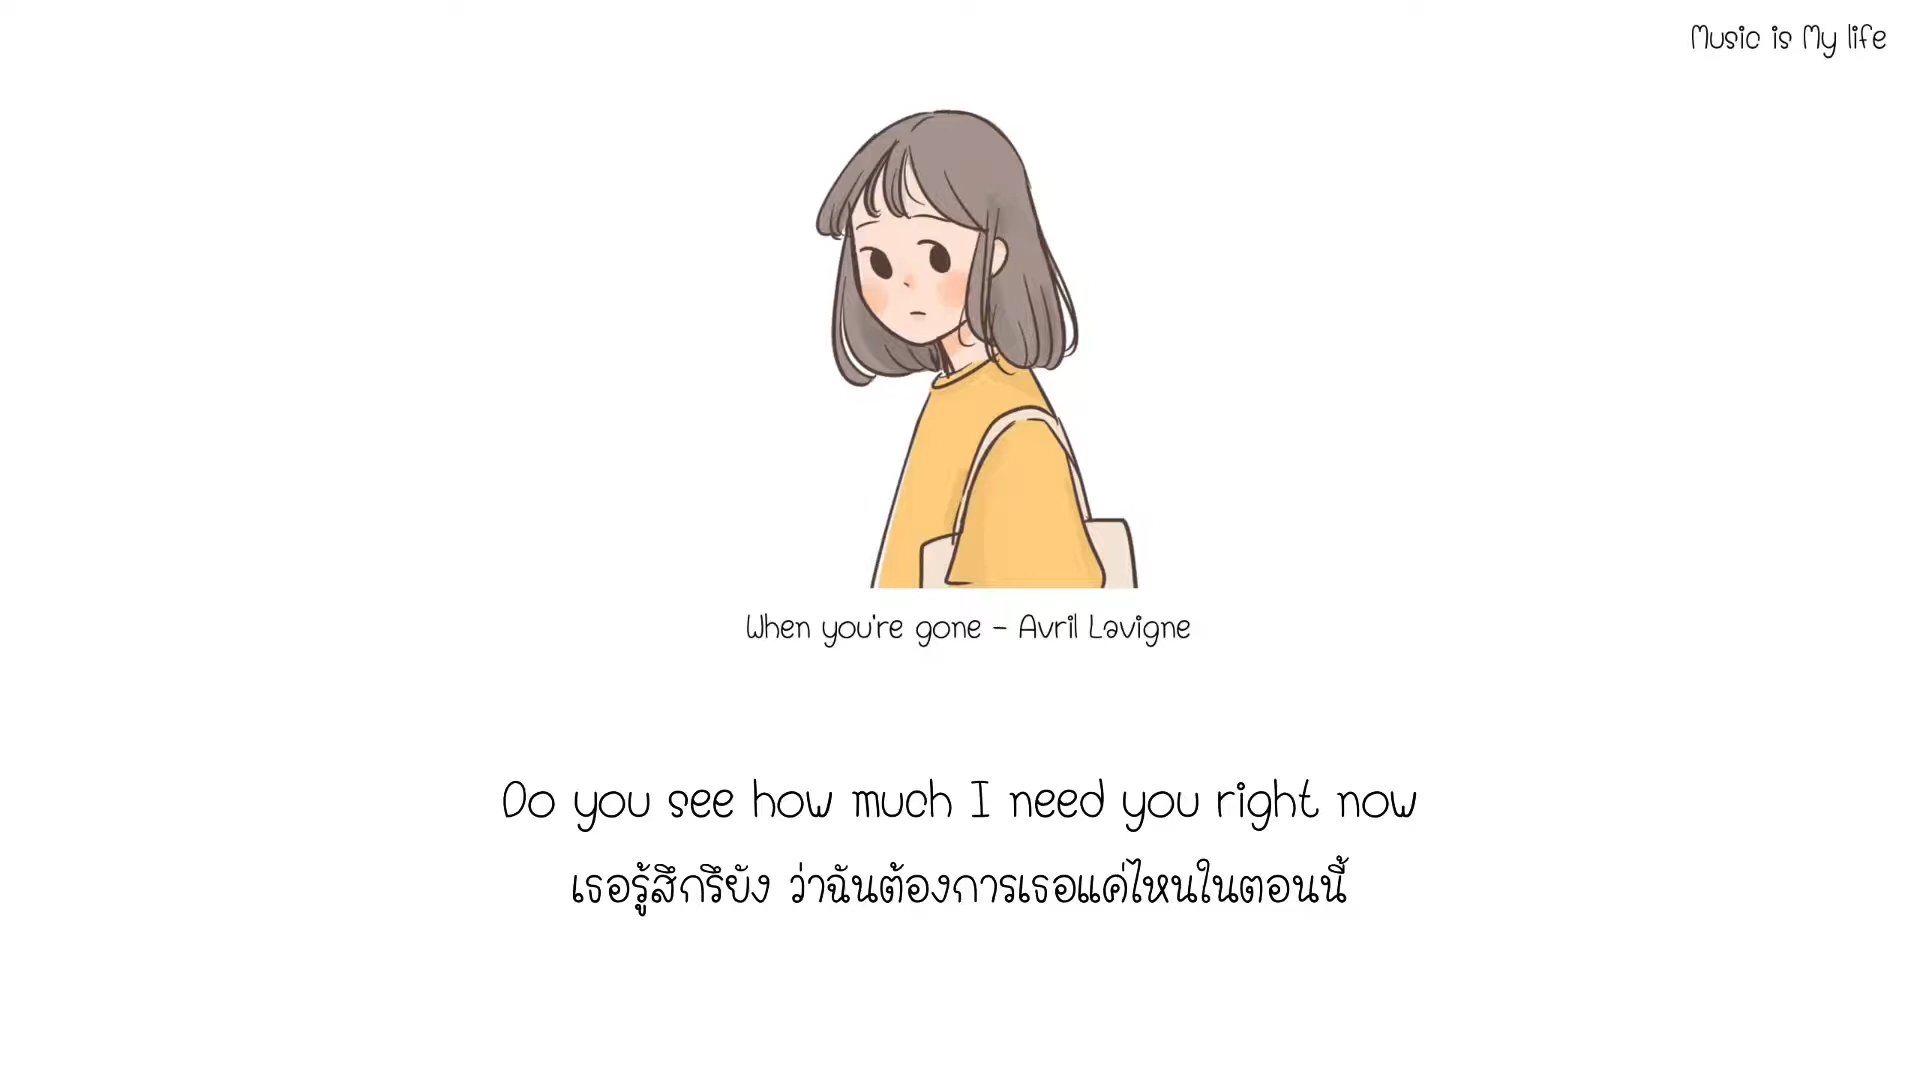 Music is My life
When you're gone - Avril Lavigne
Do you see how much I need you right now
เธอรู้สึกรึยัง ว่าฉันต้องการเธอแค่ไหนในตอนนี้